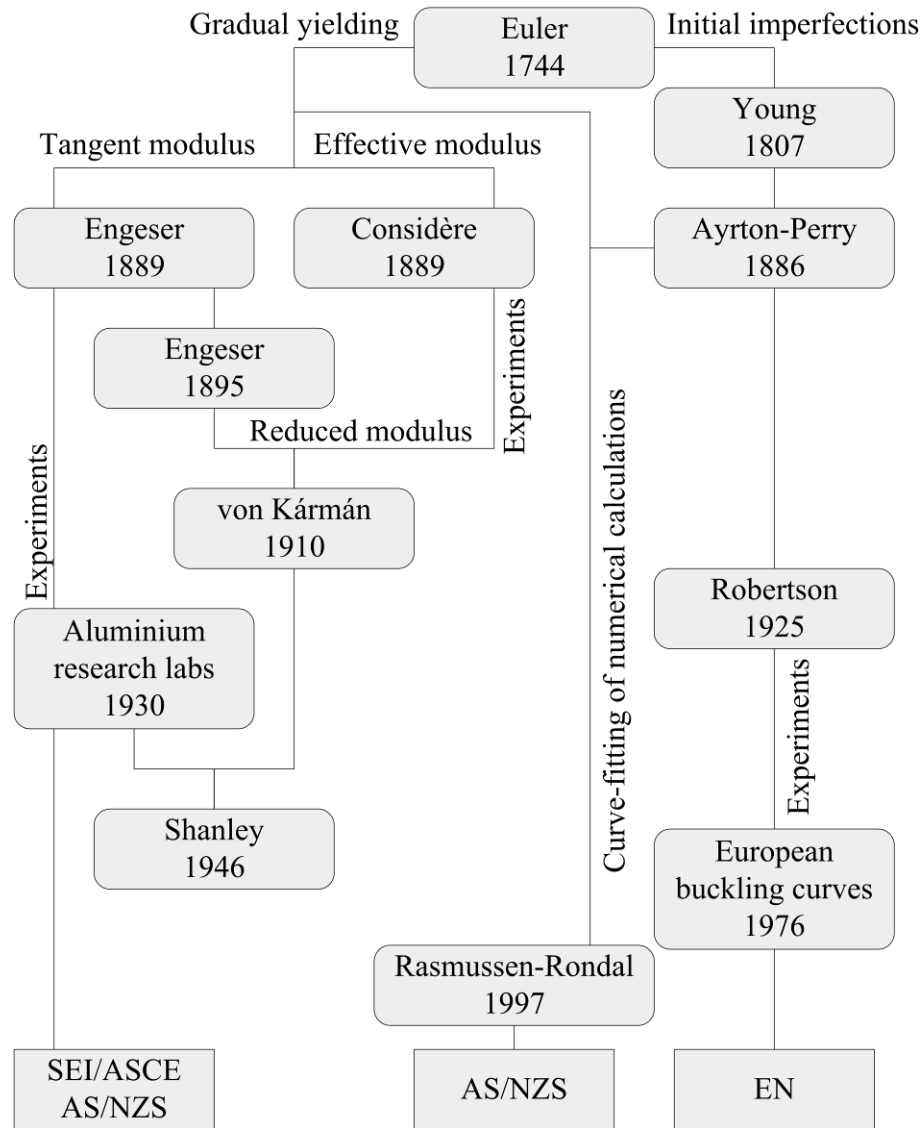 Gradual yielding
Euler
1744
Initial imperfections
Young
1807
Tangent modulus
Effective modulus
Engeser
1889
Considère
1889
Ayrton-Perry
1886
Engeser
1895
Experiments
Reduced modulus
Experiments
von Kármán
1910
Curve-fitting of numerical calculations
Robertson
1925
Aluminium
research labs
1930
Experiments
Shanley
1946
European
buckling curves
1976
Rasmussen-Rondal
1997
SEI/ASCE
AS/NZS
AS/NZS
EN